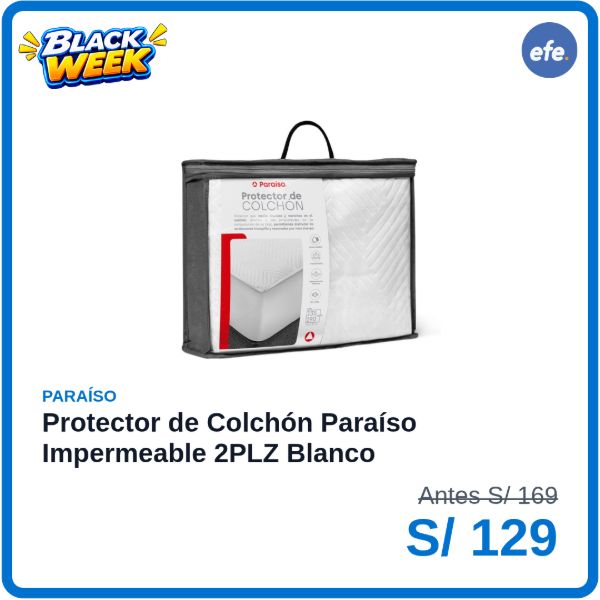 BLACK
WEEK
efe.
Paraíso
Protector de
COLCHÓN
PARAÍSO
Protector de Colchón Paraíso
Impermeable 2PLZ Blanco
Antes S/ 169
S/ 129